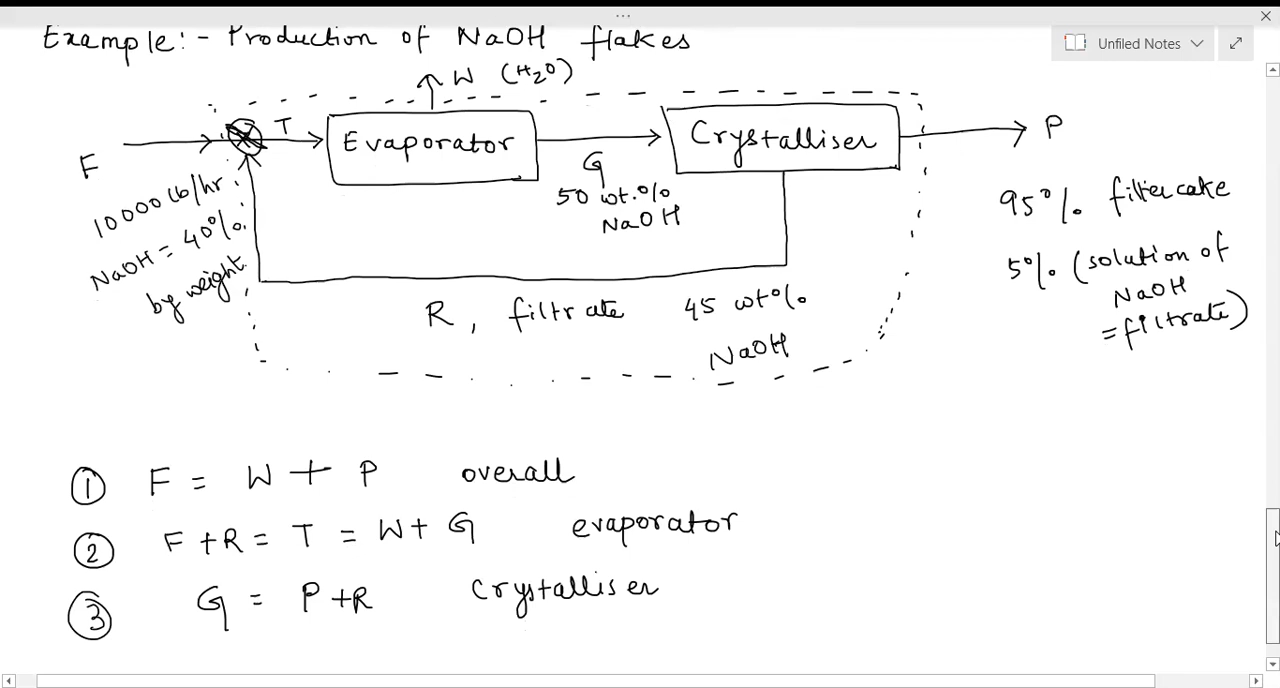 Unfiled Notes
Example:- Production of NaOH flakes
W (H₂O)
F
T
Evaporator
G
Crystalliser
P
10000 lb/hr
NaOH = 40%
by weight
50 wt.%
NaOH
95% filtercake
5% (solution of
NaOH
= filtrate)
R, filtrate 45 wt%
NaOH
① F = W + P overall
② F + R = T = W + G evaporator
③ G = P + R Crystalliser